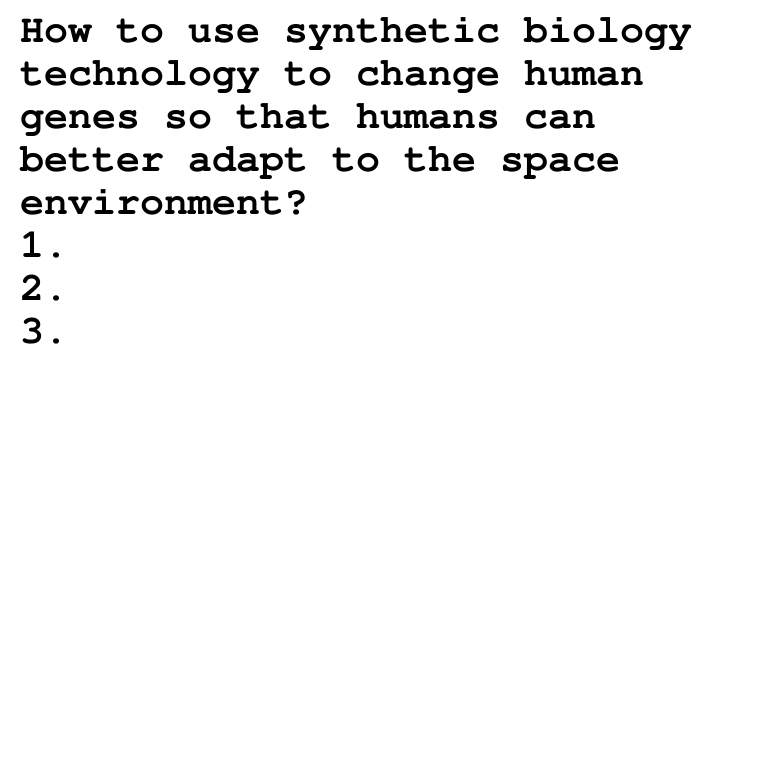 How to use synthetic biology
technology to change human
genes so that humans can
better adapt to the space
environment?
1.
2.
3.